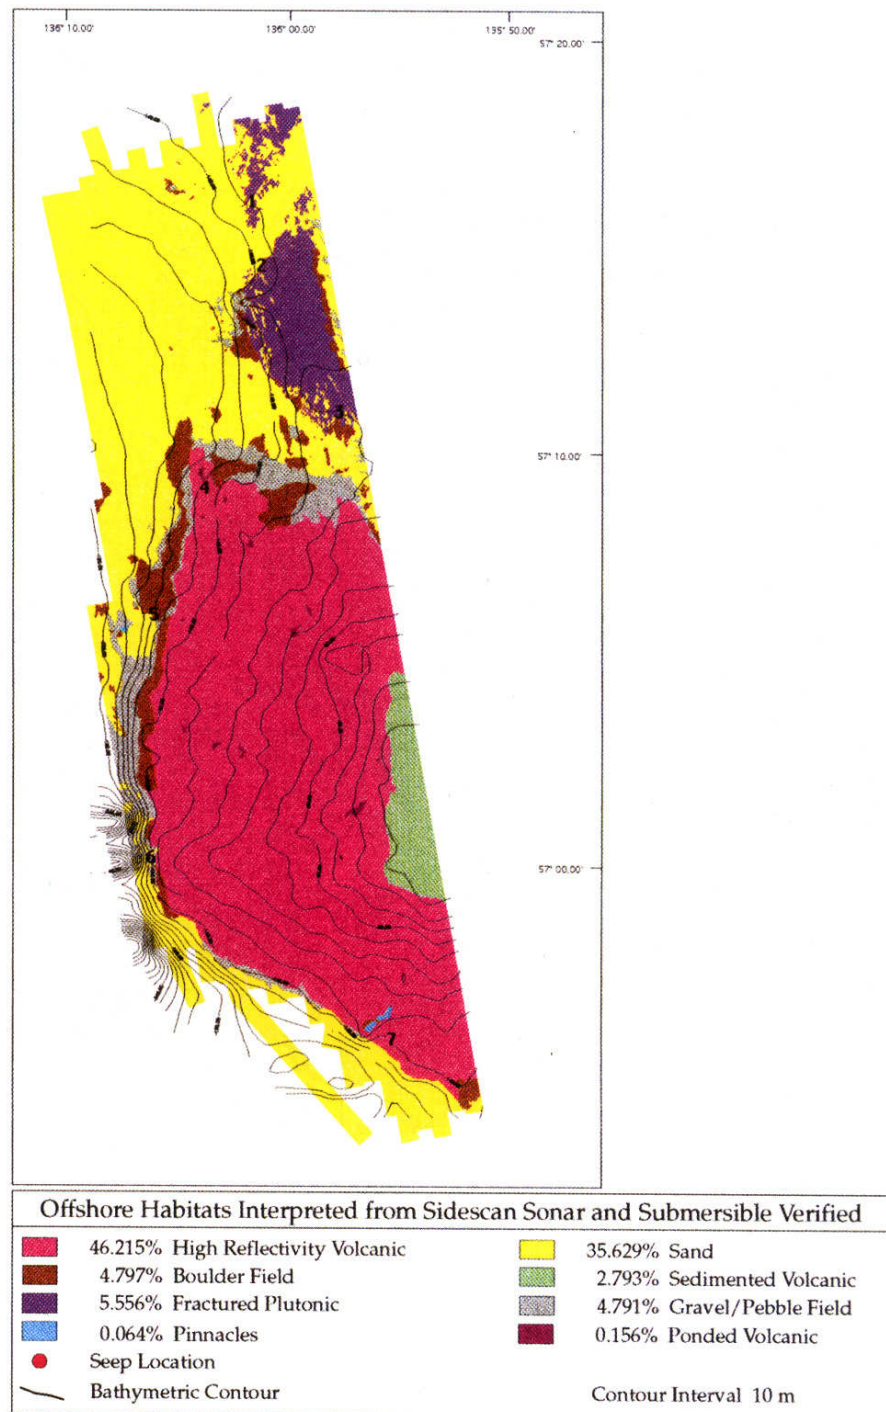 136° 10.00' 136° 00.00' 135° 50.00'
57° 20.00'
1
2
3
57° 10.00'
4
5
57° 00.00'
6
7
Offshore Habitats Interpreted from Sidescan Sonar and Submersible Verified
46.215% High Reflectivity Volcanic
4.797% Boulder Field
5.556% Fractured Plutonic
0.064% Pinnacles
Seep Location
Bathymetric Contour
35.629% Sand
2.793% Sedimented Volcanic
4.791% Gravel/Pebble Field
0.156% Ponded Volcanic
Contour Interval 10 m